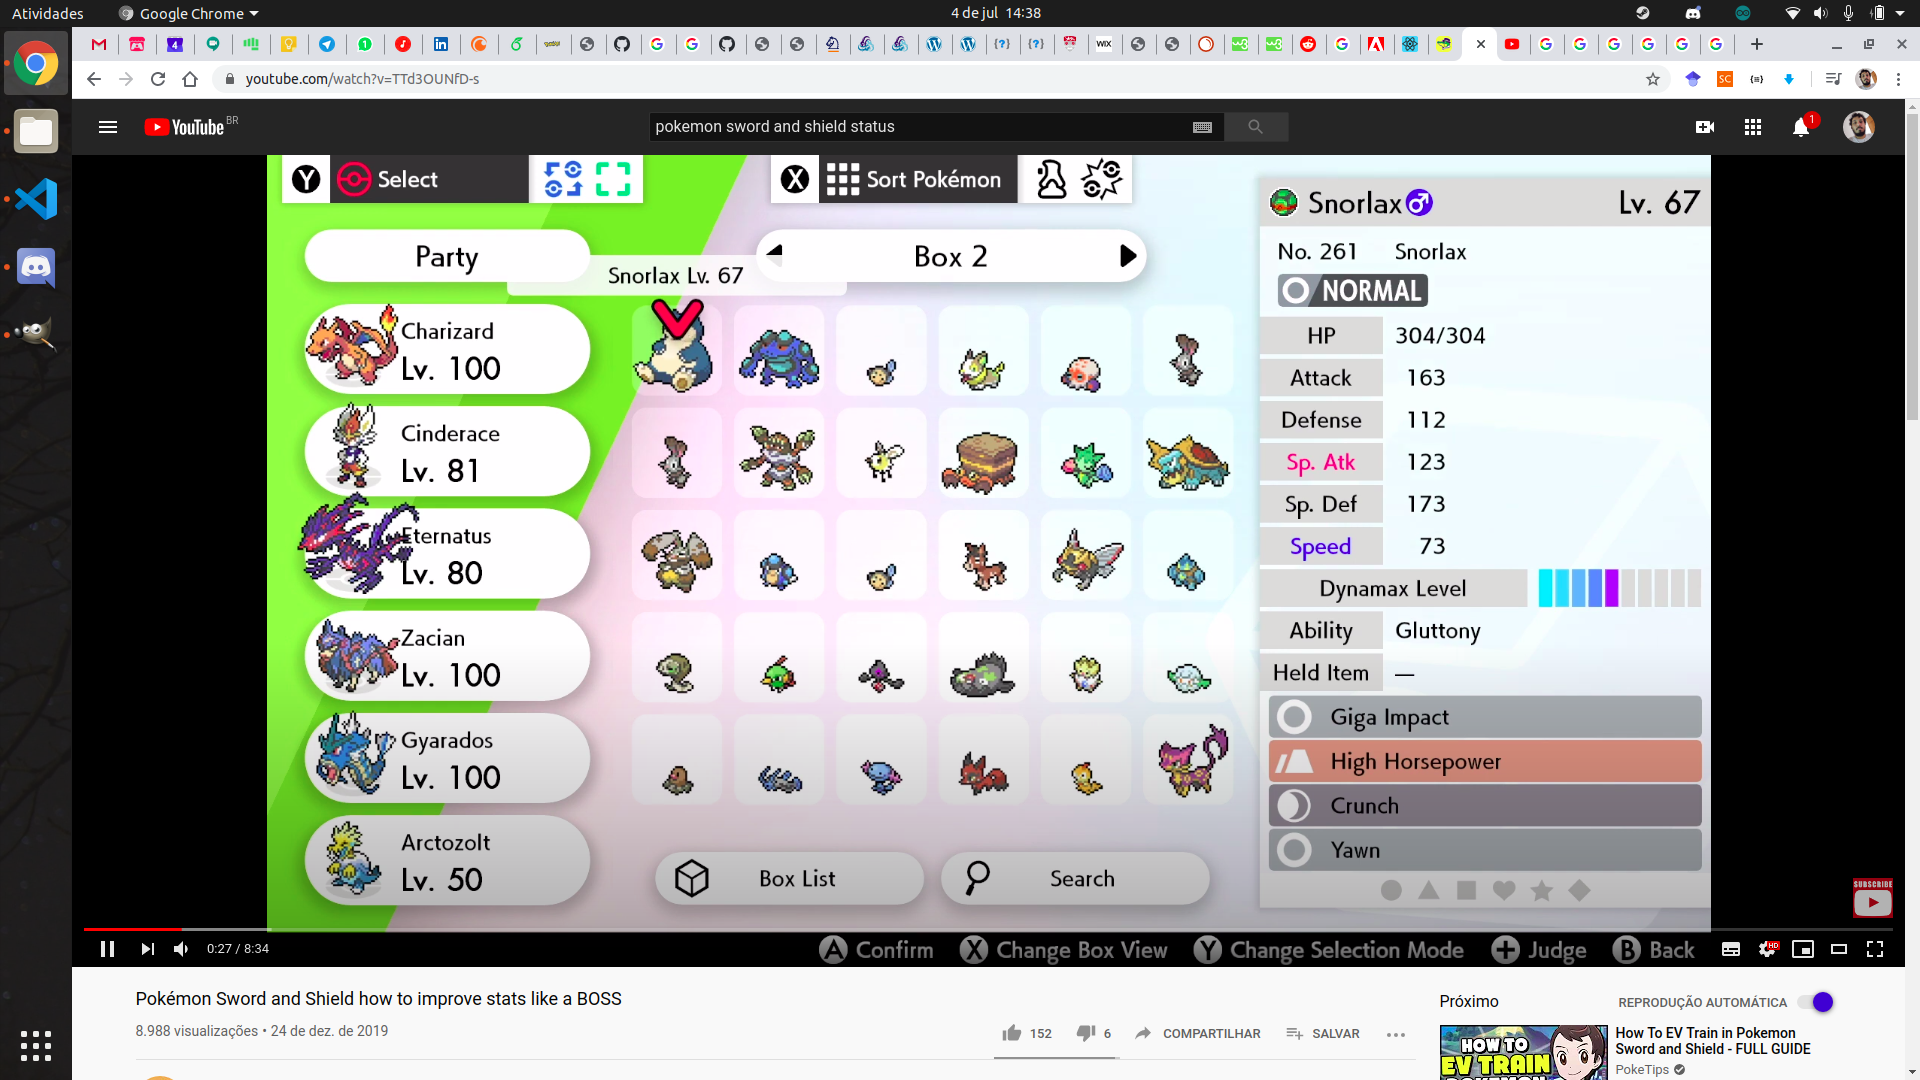 Atividades
Google Chrome
4 de jul 14:38
youtube.com/watch?v=TTd3OUNfD-s
YouTube BR
pokemon sword and shield status
1
Y Select
X Sort Pokémon
Party
Box 2
Snorlax Lv. 67
Charizard
Lv. 100
Cinderace
Lv. 81
Eternatus
Lv. 80
Zacian
Lv. 100
Gyarados
Lv. 100
Arctozolt
Lv. 50
Box List
Search
Snorlax Lv. 67
No. 261 Snorlax
NORMAL
HP 304/304
Attack 163
Defense 112
Sp. Atk 123
Sp. Def 173
Speed 73
Dynamax Level
Ability Gluttony
Held Item —
Giga Impact
High Horsepower
Crunch
Yawn
SUBSCRIBE
0:27 / 8:34
A Confirm X Change Box View Y Change Selection Mode + Judge B Back
HD
Pokémon Sword and Shield how to improve stats like a BOSS
8.988 visualizações • 24 de dez. de 2019
152
6
COMPARTILHAR
SALVAR
Próximo
REPRODUÇÃO AUTOMÁTICA
HOW TO
EV TRAIN
How To EV Train in Pokemon
Sword and Shield - FULL GUIDE
PokeTips